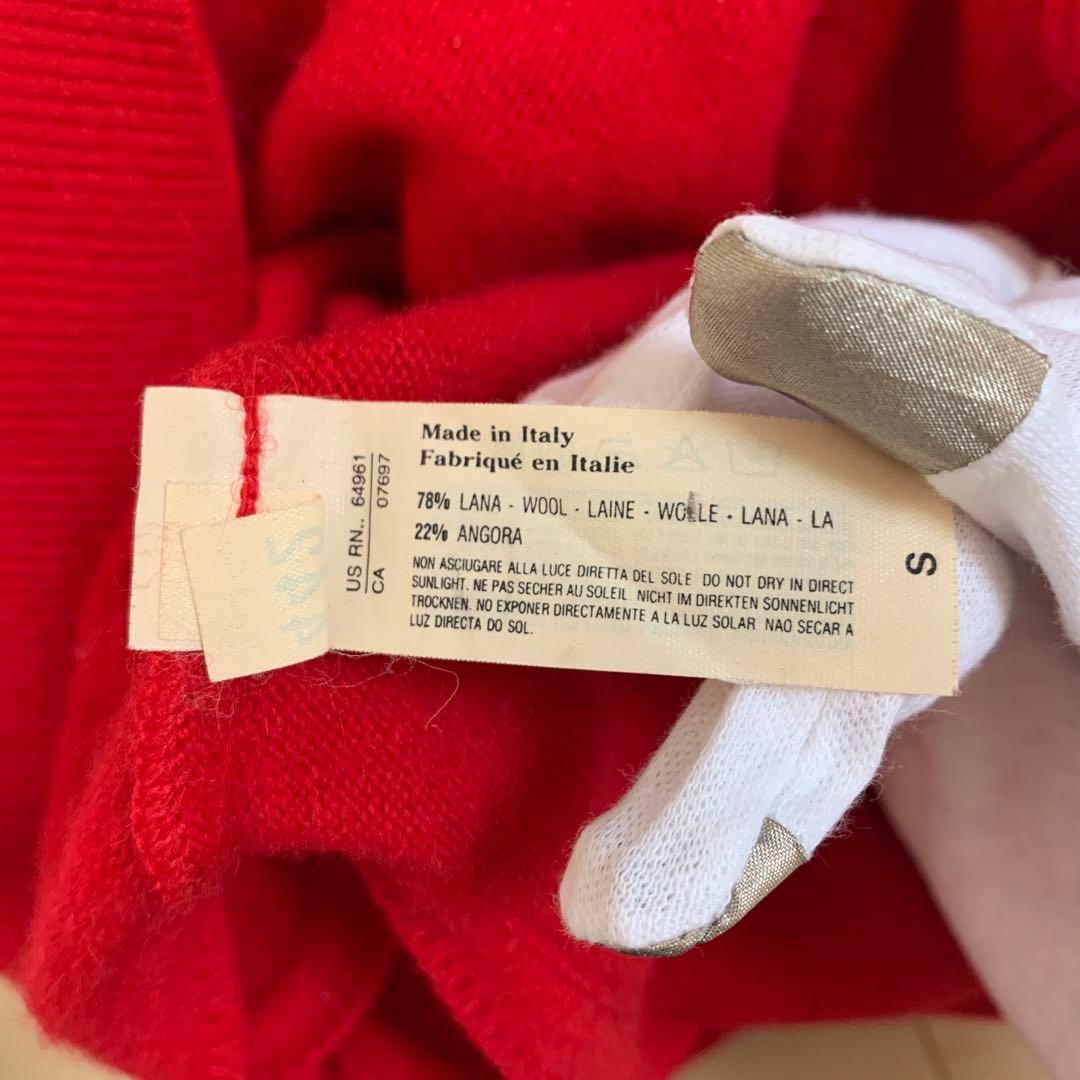 Made in Italy
Fabriqué en Italie
78% LANA - WOOL - LAINE - WOLLE - LANA - LA
22% ANGORA
NON ASCIUGARE ALLA LUCE DIRETTA DEL SOLE DO NOT DRY IN DIRECT
SUNLIGHT. NE PAS SECHER AU SOLEIL NICHT IM DIREKTEN SONNENLICHT
TROCKNEN. NO EXPONER DIRECTAMENTE A LA LUZ SOLAR NAO SECAR A
LUZ DIRECTA DO SOL.
US RN.. 64961
CA 07697
S